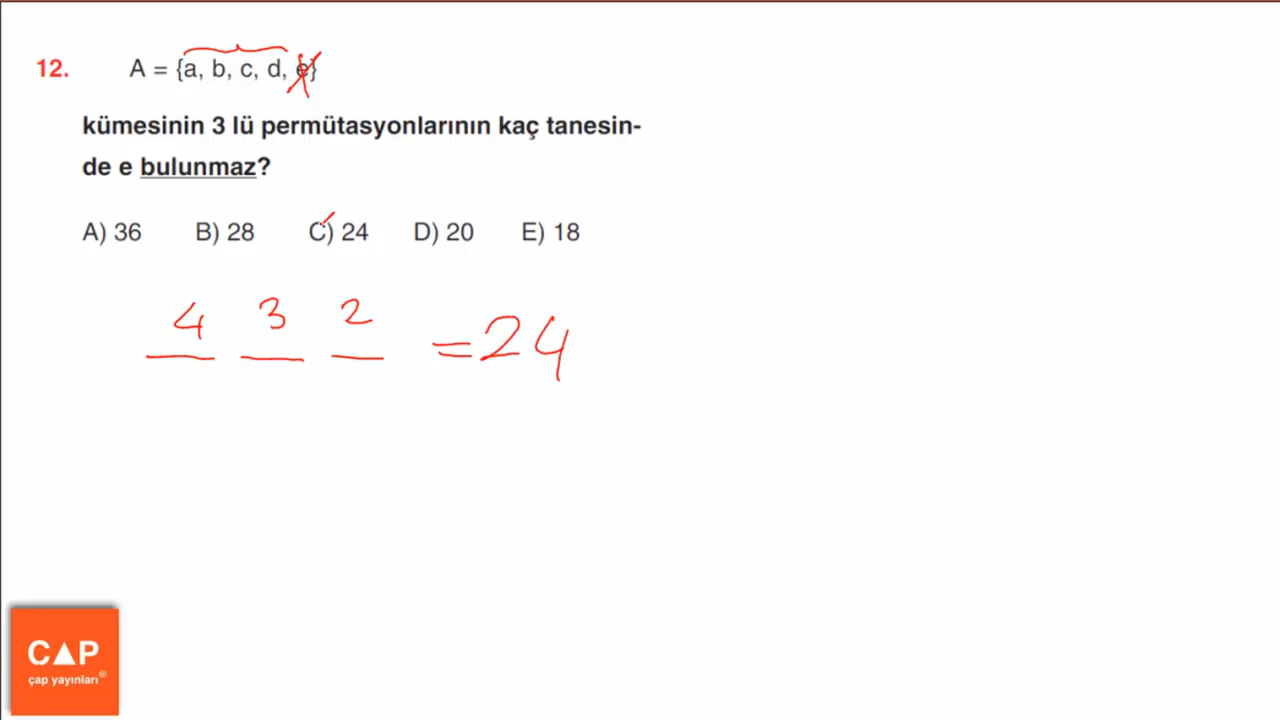 12. A = {a, b, c, d, e}
kümesinin 3 lü permütasyonlarının kaç tanesin-
de e bulunmaz?
A) 36 B) 28 C) 24 D) 20 E) 18
4 3 2 = 24
ÇAP
çap yayınları®